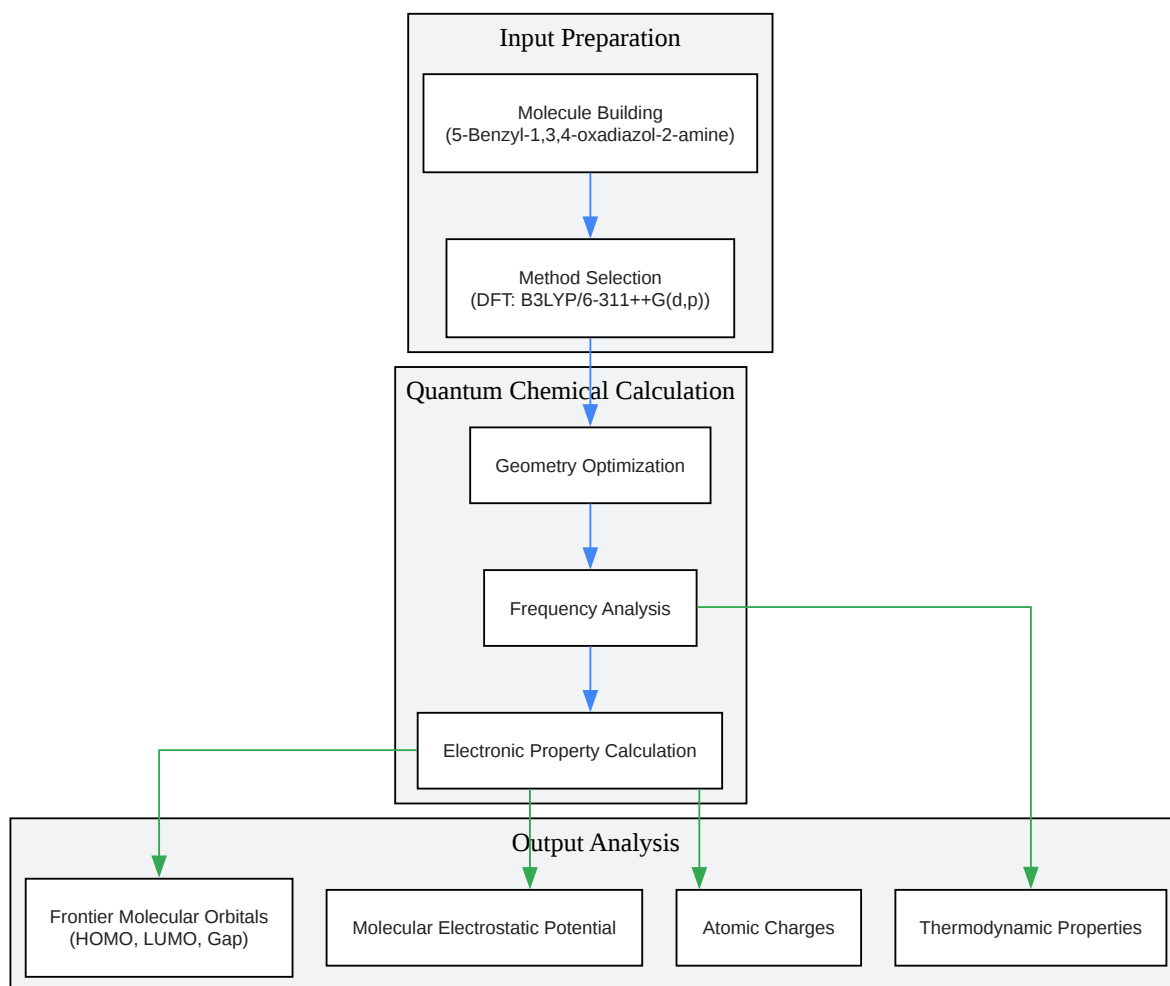 Input Preparation
Molecule Building
(5-Benzyl-1,3,4-oxadiazol-2-amine)
Method Selection
(DFT: B3LYP/6-311++G(d,p))
Quantum Chemical Calculation
Geometry Optimization
Frequency Analysis
Electronic Property Calculation
Output Analysis
Frontier Molecular Orbitals
(HOMO, LUMO, Gap)
Molecular Electrostatic Potential
Atomic Charges
Thermodynamic Properties